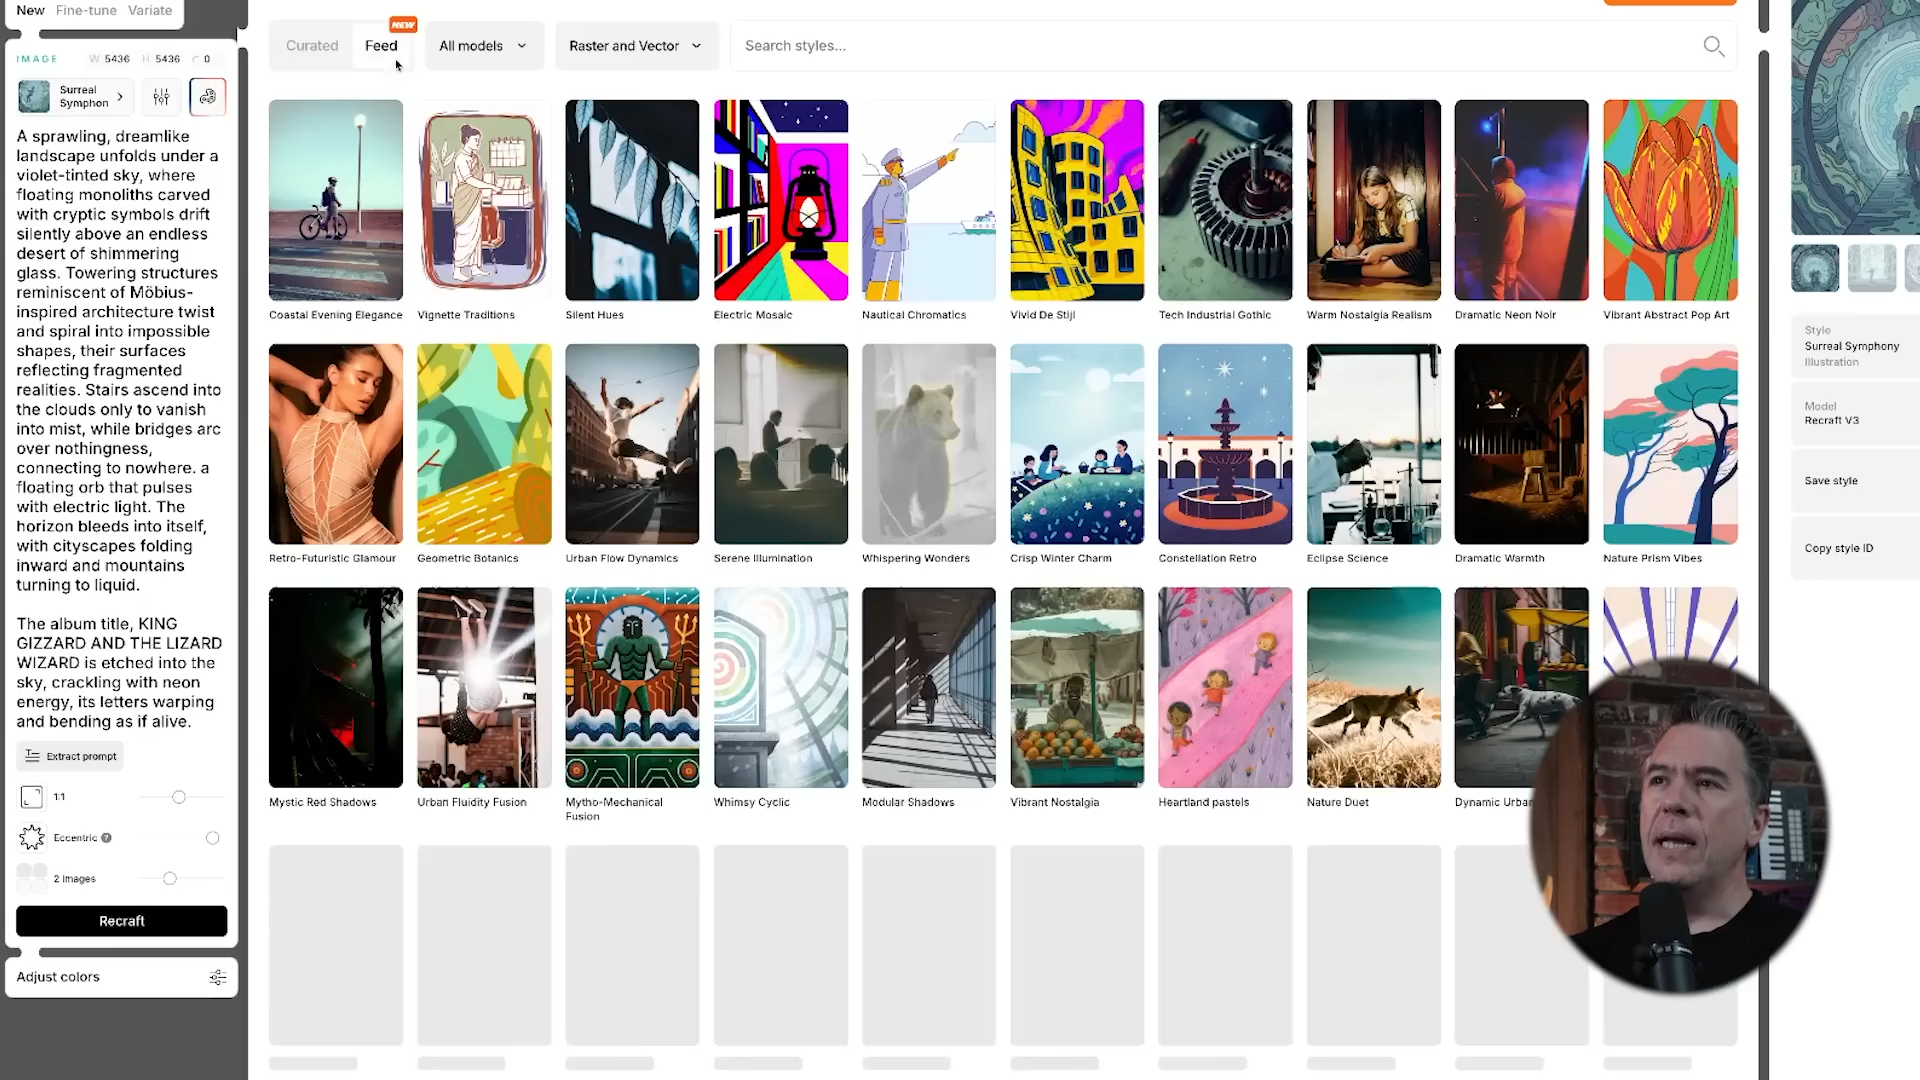 New Fine-tune Variate
IMAGE W 5436 H 5436 0
Surreal
Symphon
A sprawling, dreamlike
landscape unfolds under a
violet-tinted sky, where
floating monoliths carved
with cryptic symbols drift
silently above an endless
desert of shimmering
glass. Towering structures
reminiscent of Möbius-
inspired architecture twist
and spiral into impossible
shapes, their surfaces
reflecting fragmented
realities. Stairs ascend into
the clouds only to vanish
into mist, while bridges arc
over nothingness,
connecting to nowhere. a
floating orb that pulses
with electric light. The
horizon bleeds into itself,
with cityscapes folding
inward and mountains
turning to liquid.
The album title, KING
GIZZARD AND THE LIZARD
WIZARD is etched into the
sky, crackling with neon
energy, its letters warping
and bending as if alive.
Extract prompt
1:1
Eccentric ?
2 Images
Recraft
Adjust colors
NEW
Curated Feed All models Raster and Vector Search styles...
Coastal Evening Elegance Vignette Traditions Silent Hues Electric Mosaic Nautical Chromatics Vivid De Stijl Tech Industrial Gothic Warm Nostalgia Realism Dramatic Neon Noir Vibrant Abstract Pop Art
Retro-Futuristic Glamour Geometric Botanics Urban Flow Dynamics Serene Illumination Whispering Wonders Crisp Winter Charm Constellation Retro Eclipse Science Dramatic Warmth Nature Prism Vibes
Mystic Red Shadows Urban Fluidity Fusion Mytho-Mechanical Whimsy Cyclic Modular Shadows Vibrant Nostalgia Heartland pastels Nature Duet Dynamic Urban
Fusion
Style
Surreal Symphony
Illustration
Model
Recraft V3
Save style
Copy style ID